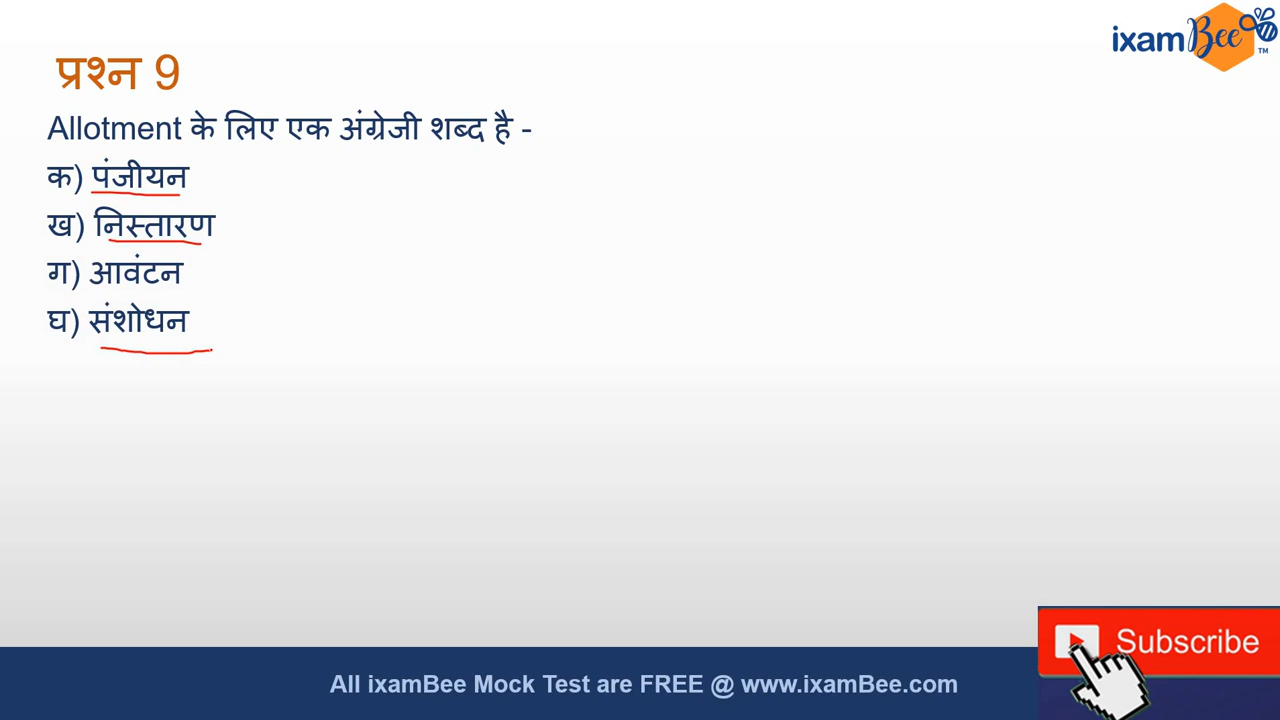 ixamBee™
प्रश्न 9
Allotment के लिए एक अंग्रेजी शब्द है -
क) पंजीयन
ख) निस्तारण
ग) आवंटन
घ) संशोधन
Subscribe
All ixamBee Mock Test are FREE @ www.ixamBee.com